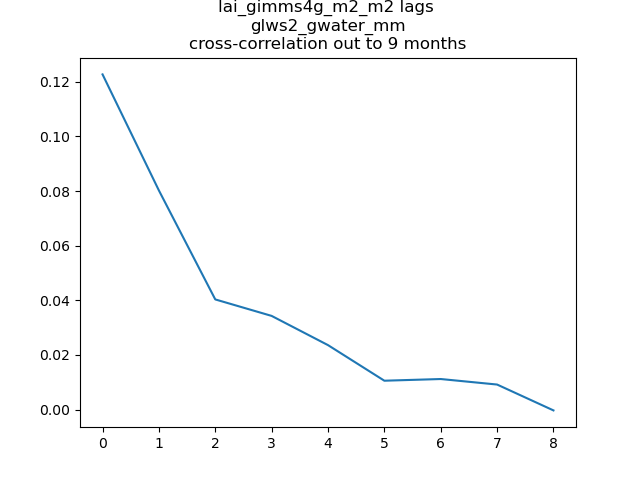 lai_gimms4g_m2_m2 lags
glws2_gwater_mm
cross-correlation out to 9 months
0.12
0.10
0.08
0.06
0.04
0.02
0.00
0 1 2 3 4 5 6 7 8